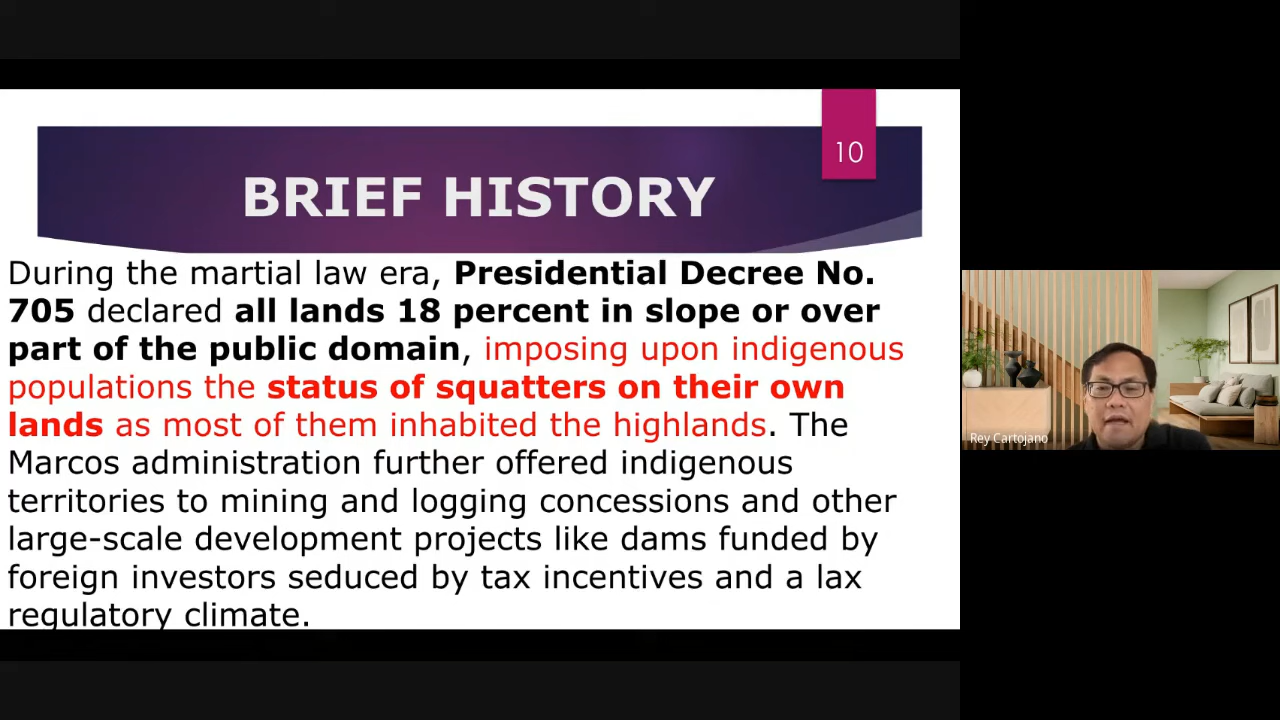 10
BRIEF HISTORY
During the martial law era, Presidential Decree No.
705 declared all lands 18 percent in slope or over
part of the public domain, imposing upon indigenous
populations the status of squatters on their own
lands as most of them inhabited the highlands. The
Marcos administration further offered indigenous
territories to mining and logging concessions and other
large-scale development projects like dams funded by
foreign investors seduced by tax incentives and a lax
regulatory climate.
Rey Cartojano